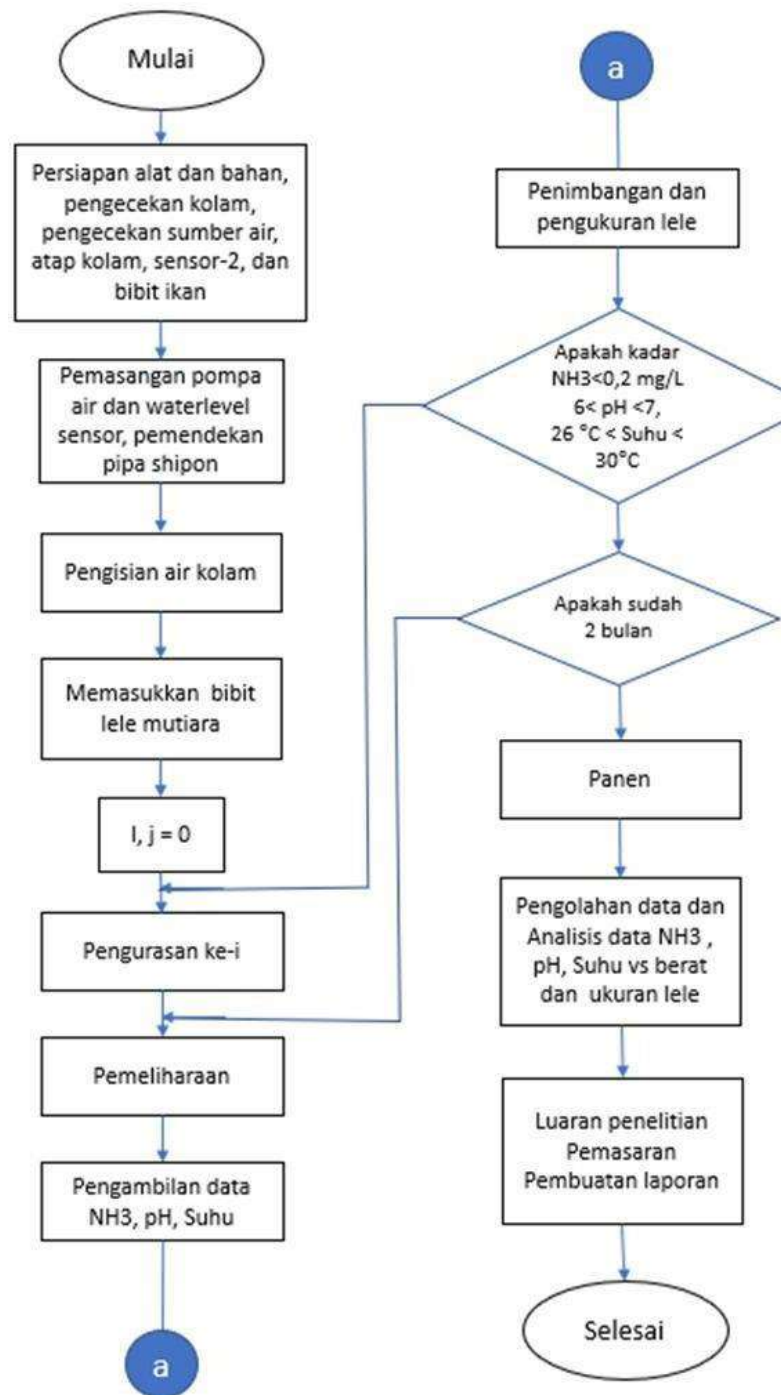 Mulai
Persiapan alat dan bahan,
pengecekan kolam,
pengecekan sumber air,
atap kolam, sensor-2, dan
bibit ikan
Pemasangan pompa
air dan waterlevel
sensor, pemendekan
pipa shipon
Pengisian air kolam
Memasukkan bibit
lele mutiara
I, j = 0
Pengurasan ke-i
Pemeliharaan
Pengambilan data
NH3, pH, Suhu
a
a
Penimbangan dan
pengukuran lele
Apakah kadar
NH3<0,2 mg/L
6< pH <7,
26 °C < Suhu <
30°C
Apakah sudah
2 bulan
Panen
Pengolahan data dan
Analisis data NH3 ,
pH, Suhu vs berat
dan ukuran lele
Luaran penelitian
Pemasaran
Pembuatan laporan
Selesai